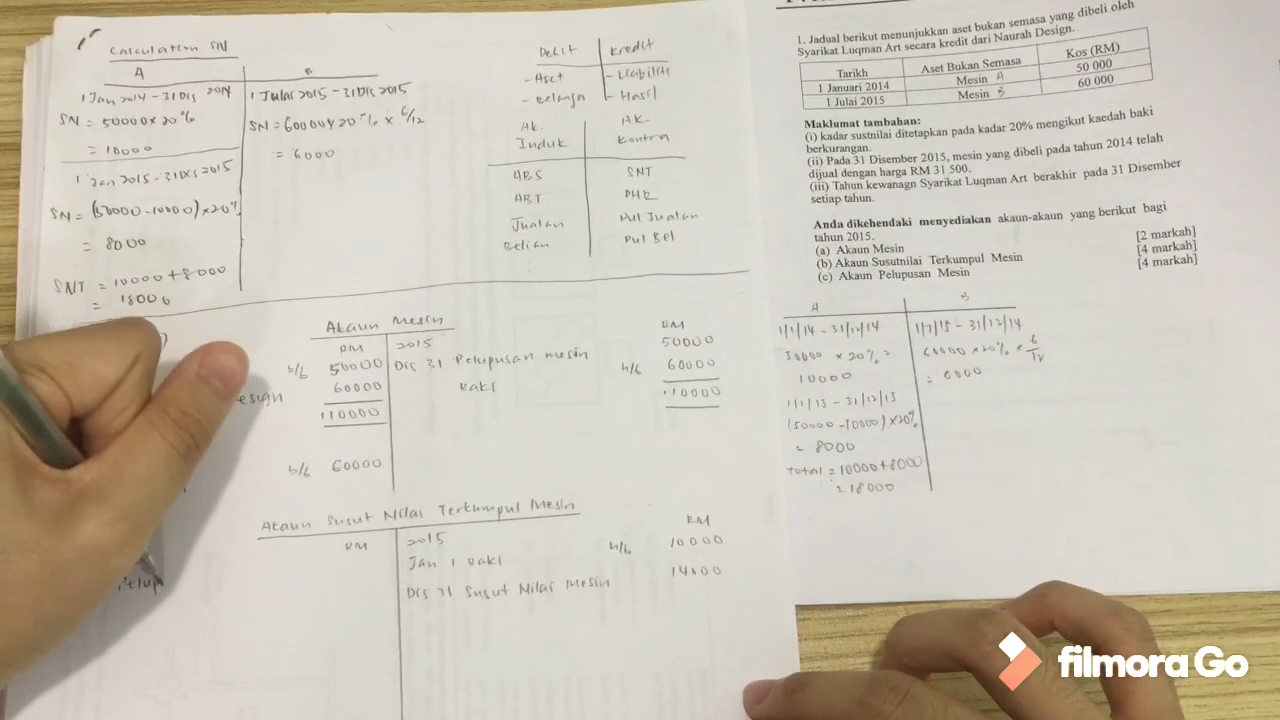 Calculation SN
A
B
1 Jan 2014 - 31 Dis 2014
SN = 50000 x 20%
= 10000
1 Jan 2015 - 31 Dis 2015
SN = (50000 - 10000) x 20%
= 8000
SNT = 10000 + 8000
= 18000
1 Julai 2015 - 31 Dis 2015
SN = 60000 x 20% x 6/12
= 6000
Debit Kredit
- Aset - Liabiliti
- Belanja - Hasil
Ak. Induk Ak. Kontra
ABS SNT
ABT PHR
Jualan Pul Jualan
Belian Pul Bel
Akaun Mesin
RM 2015 RM
b/b 50000 Dis 31 Pelupusan mesin 50000
esign 60000 Baki h/b 60000
110000 110000
b/b 60000
Akaun Susut Nilai Terkumpul Mesin
RM 2015 RM
Jan 1 Baki h/b 10000
Dis 31 Susut Nilai Mesin 14000
1. Jadual berikut menunjukkan aset bukan semasa yang dibeli oleh
Syarikat Luqman Art secara kredit dari Naurah Design.
Tarikh Aset Bukan Semasa Kos (RM)
1 Januari 2014 Mesin A 50 000
1 Julai 2015 Mesin B 60 000
Maklumat tambahan:
(i) kadar sustnilai ditetapkan pada kadar 20% mengikut kaedah baki
berkurangan.
(ii) Pada 31 Disember 2015, mesin yang dibeli pada tahun 2014 telah
dijual dengan harga RM 31 500.
(iii) Tahun kewanagn Syarikat Luqman Art berakhir pada 31 Disember
setiap tahun.
Anda dikehendaki menyediakan akaun-akaun yang berikut bagi
tahun 2015.
(a) Akaun Mesin [2 markah]
(b) Akaun Susutnilai Terkumpul Mesin [4 markah]
(c) Akaun Pelupusan Mesin [4 markah]
A
B
1/1/14 - 31/12/14
50000 x 20% =
10000
1/1/15 - 31/12/15
(50000 - 10000) x 20%
= 8000
total = 10000 + 8000
= 18000
1/7/15 - 31/12/14
60000 x 20% x 6/12
= 6000
filmora Go